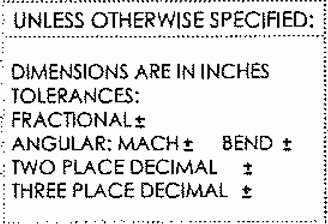 UNLESS OTHERWISE SPECIFIED:
DIMENSIONS ARE IN INCHES
TOLERANCES:
FRACTIONAL±
ANGULAR: MACH± BEND ±
TWO PLACE DECIMAL ±
THREE PLACE DECIMAL ±